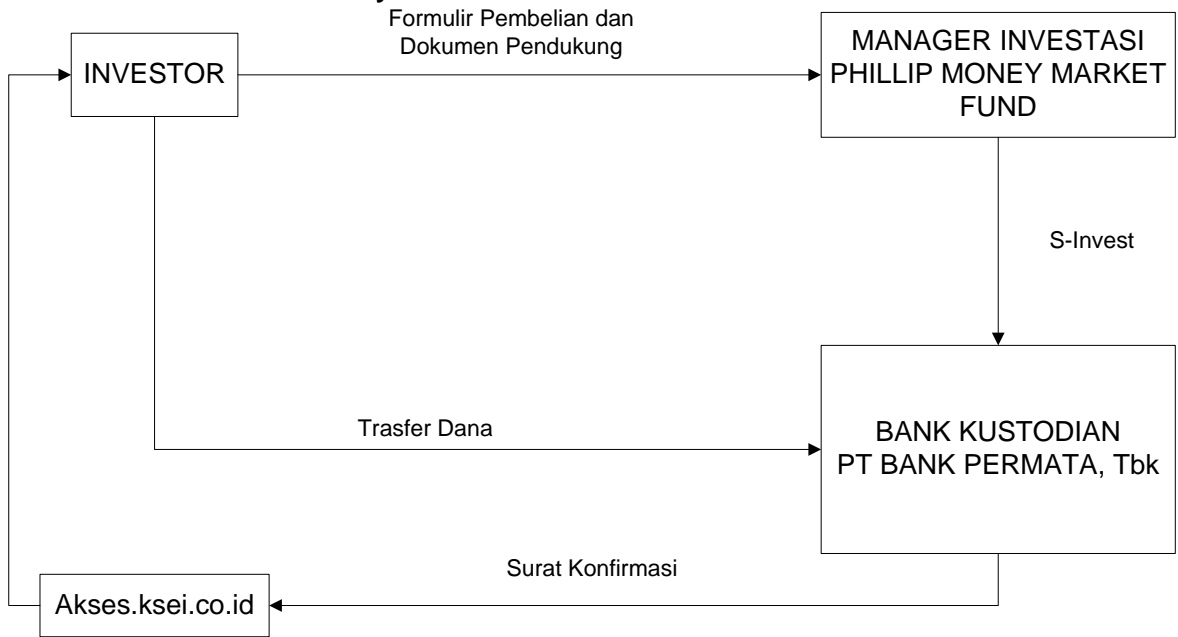 Formulir Pembelian dan
Dokumen Pendukung
INVESTOR
MANAGER INVESTASI
PHILLIP MONEY MARKET
FUND
S-Invest
Trasfer Dana
BANK KUSTODIAN
PT BANK PERMATA, Tbk
Surat Konfirmasi
Akses.ksei.co.id